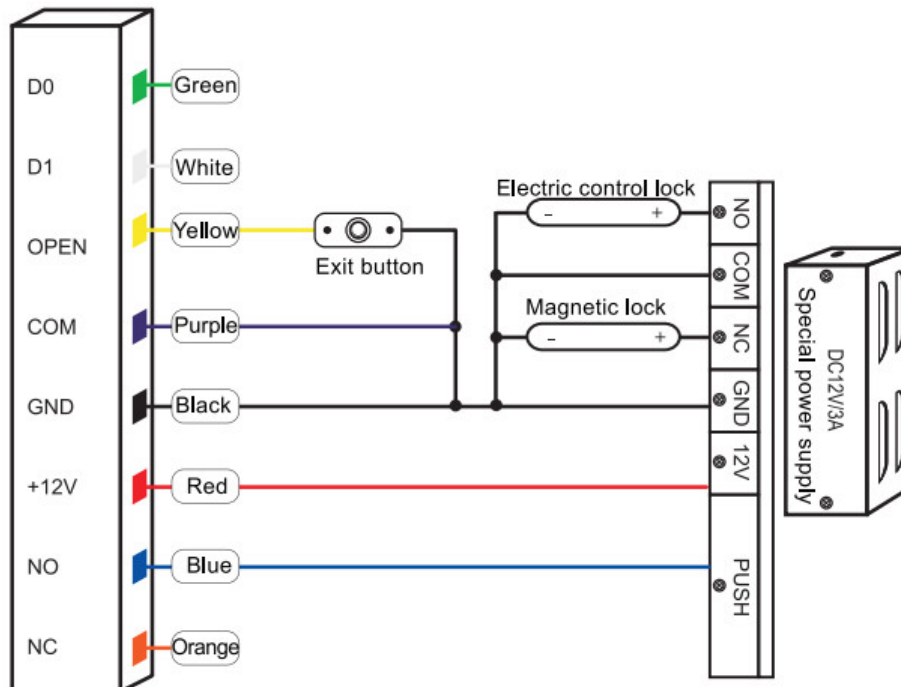 D0
Green
D1
White
OPEN
Yellow
Exit button
COM
Purple
GND
Black
+12V
Red
NO
Blue
NC
Orange
Electric control lock
- +
Magnetic lock
- +
NO
COM
NC
GND
12V
PUSH
DC12V/3A
Special power supply